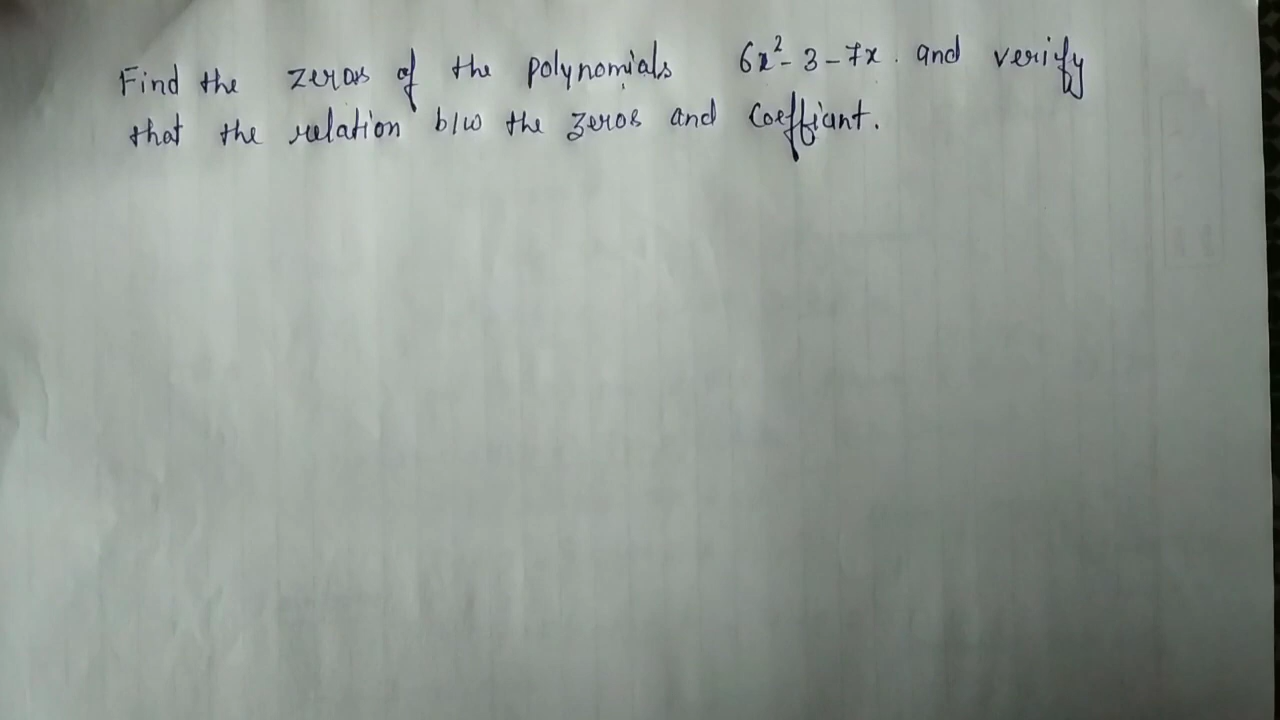 Find the zeros of the polynomials 6x²- 3 - 7x. and verify
that the relation b/w the zeros and Coeffiant.